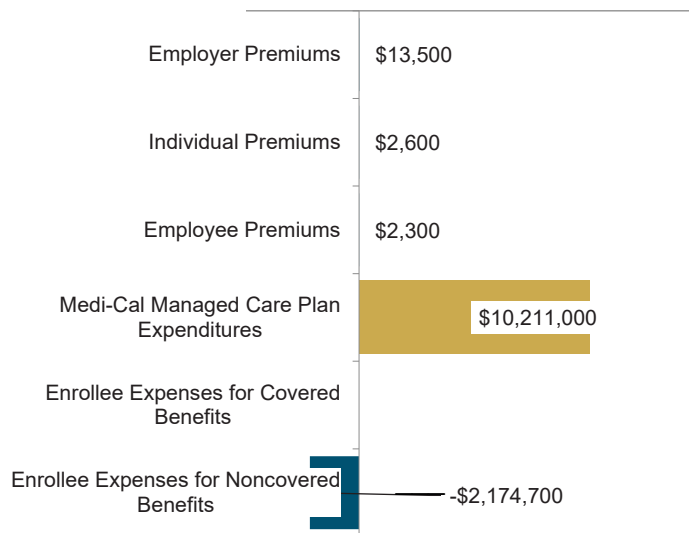 Employer Premiums $13,500
Individual Premiums $2,600
Employee Premiums $2,300
Medi-Cal Managed Care Plan
Expenditures
$10,211,000
Enrollee Expenses for Covered
Benefits
Enrollee Expenses for Noncovered
Benefits
-$2,174,700